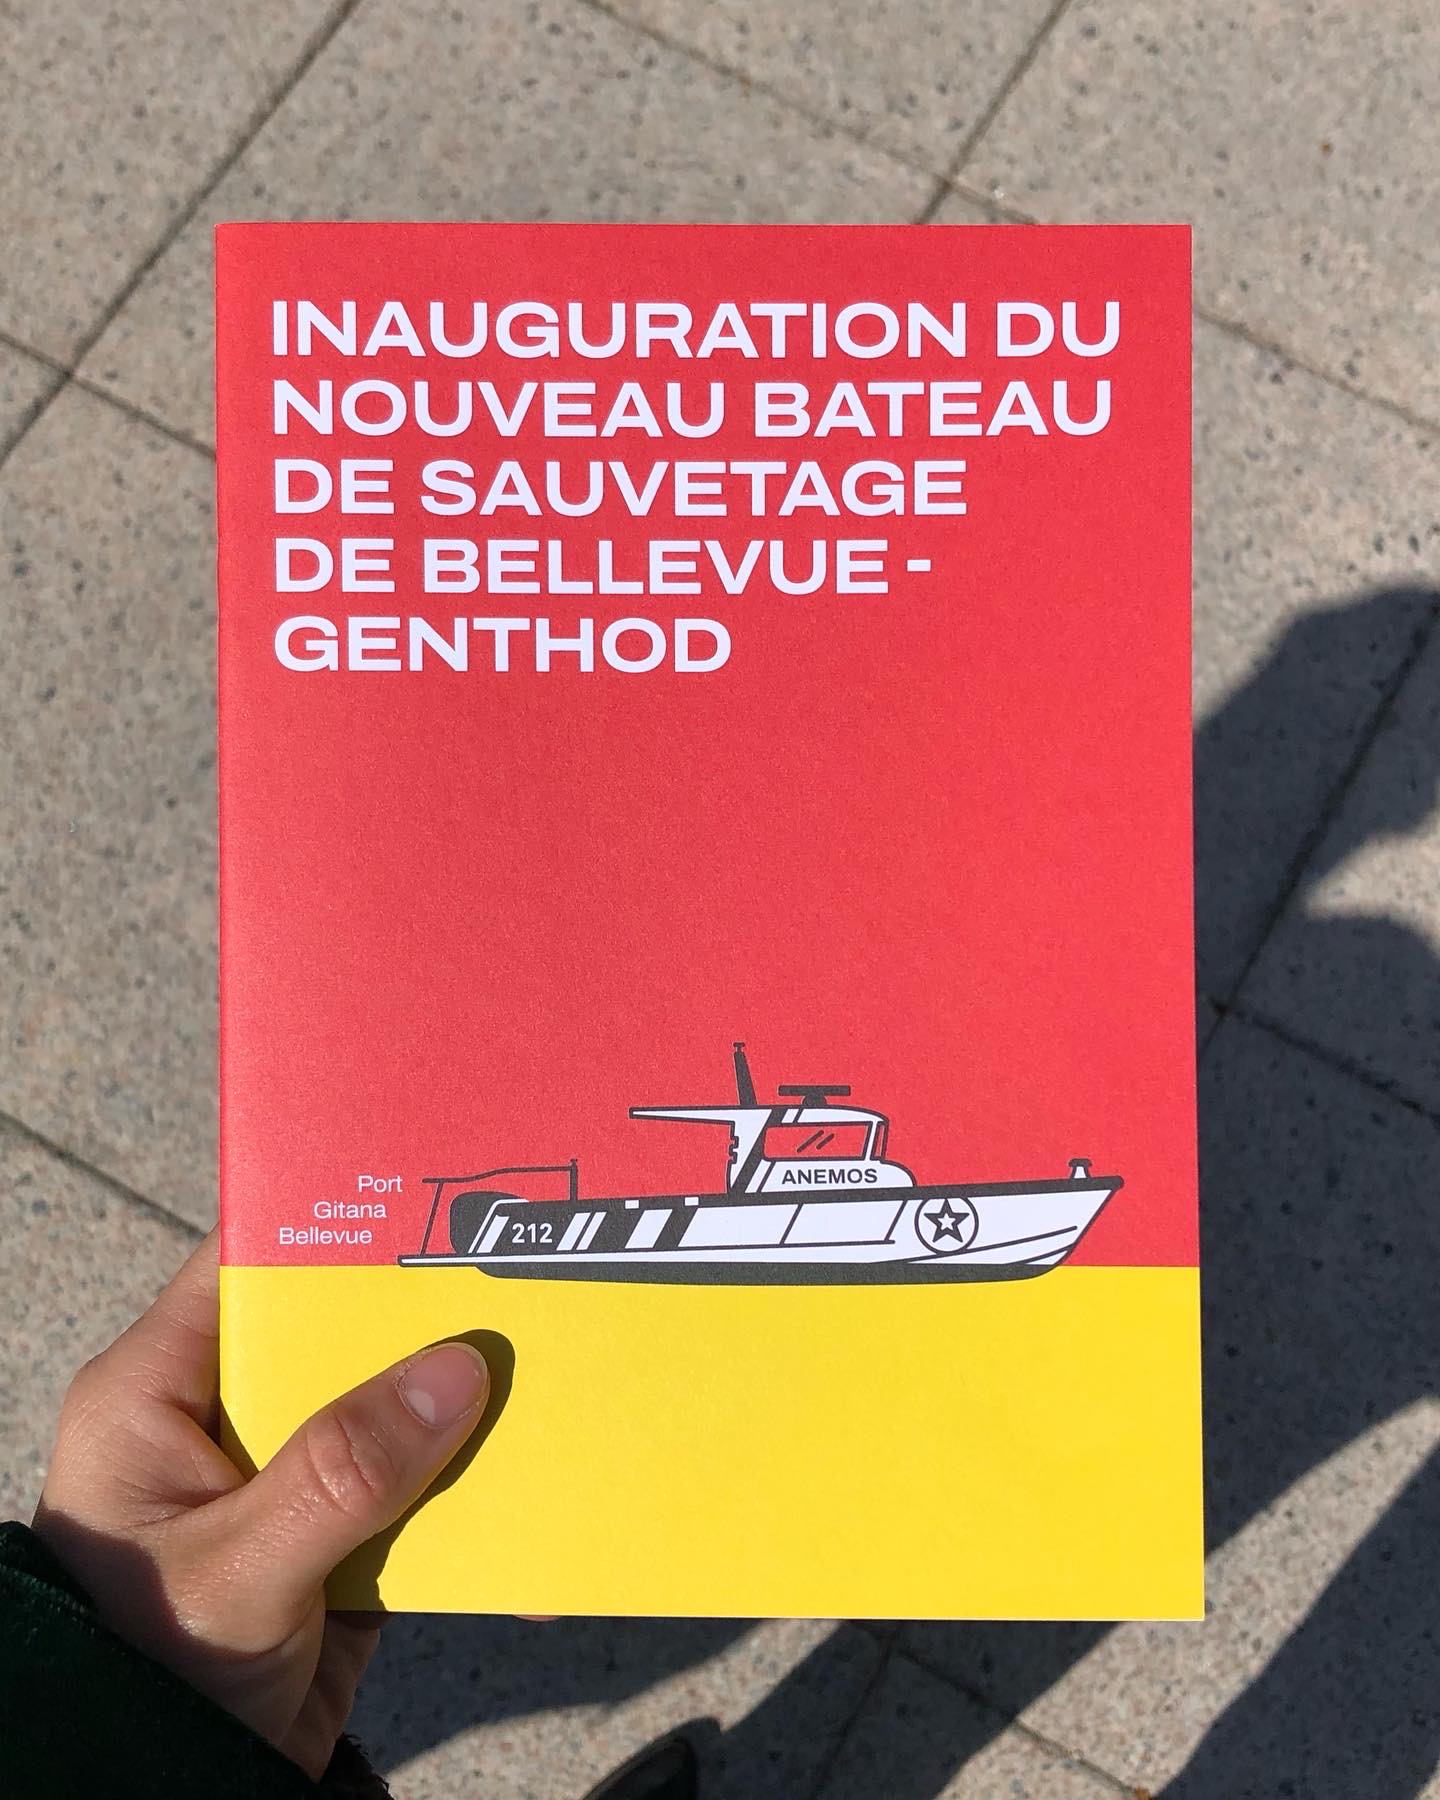 INAUGURATION DU
NOUVEAU BATEAU
DE SAUVETAGE
DE BELLEVUE -
GENTHOD
Port
Gitana
Bellevue
ANEMOS
212